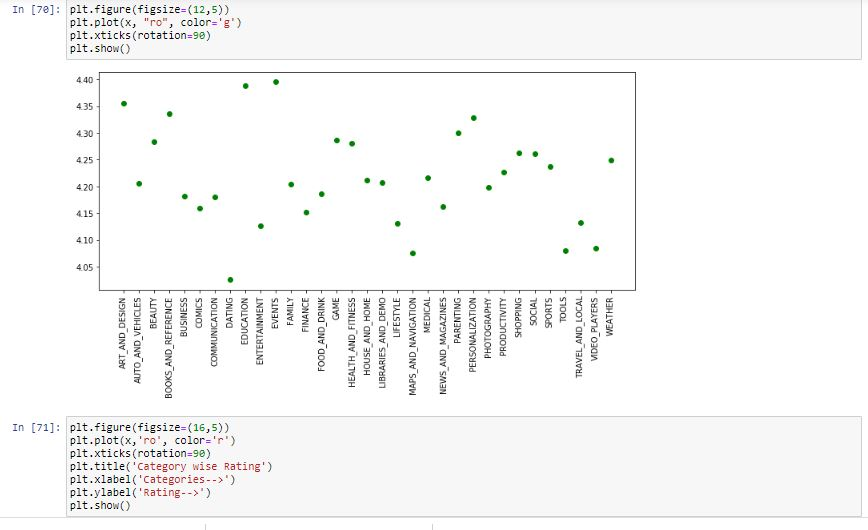 In [70]: plt.figure(figsize=(12,5))
plt.plot(x, "ro", color='g')
plt.xticks(rotation=90)
plt.show()
4.40
4.35
4.30
4.25
4.20
4.15
4.10
4.05
ART_AND_DESIGN
AUTO_AND_VEHICLES
BEAUTY
BOOKS_AND_REFERENCE
BUSINESS
COMICS
COMMUNICATION
DATING
EDUCATION
ENTERTAINMENT
EVENTS
FAMILY
FINANCE
FOOD_AND_DRINK
GAME
HEALTH_AND_FITNESS
HOUSE_AND_HOME
LIBRARIES_AND_DEMO
LIFESTYLE
MAPS_AND_NAVIGATION
MEDICAL
NEWS_AND_MAGAZINES
PARENTING
PERSONALIZATION
PHOTOGRAPHY
PRODUCTIVITY
SHOPPING
SOCIAL
SPORTS
TOOLS
TRAVEL_AND_LOCAL
VIDEO_PLAYERS
WEATHER
In [71]: plt.figure(figsize=(16,5))
plt.plot(x,'ro', color='r')
plt.xticks(rotation=90)
plt.title('Category wise Rating')
plt.xlabel('Categories-->')
plt.ylabel('Rating-->')
plt.show()